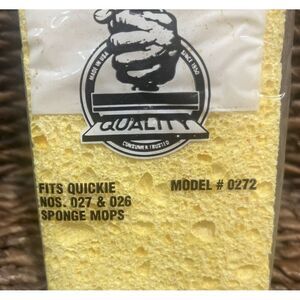 MADE IN USA
SINCE 1950
QUALITY
CONSUMER TRUSTED
FITS QUICKIE
NOS. 027 & 026
SPONGE MOPS
MODEL # 0272